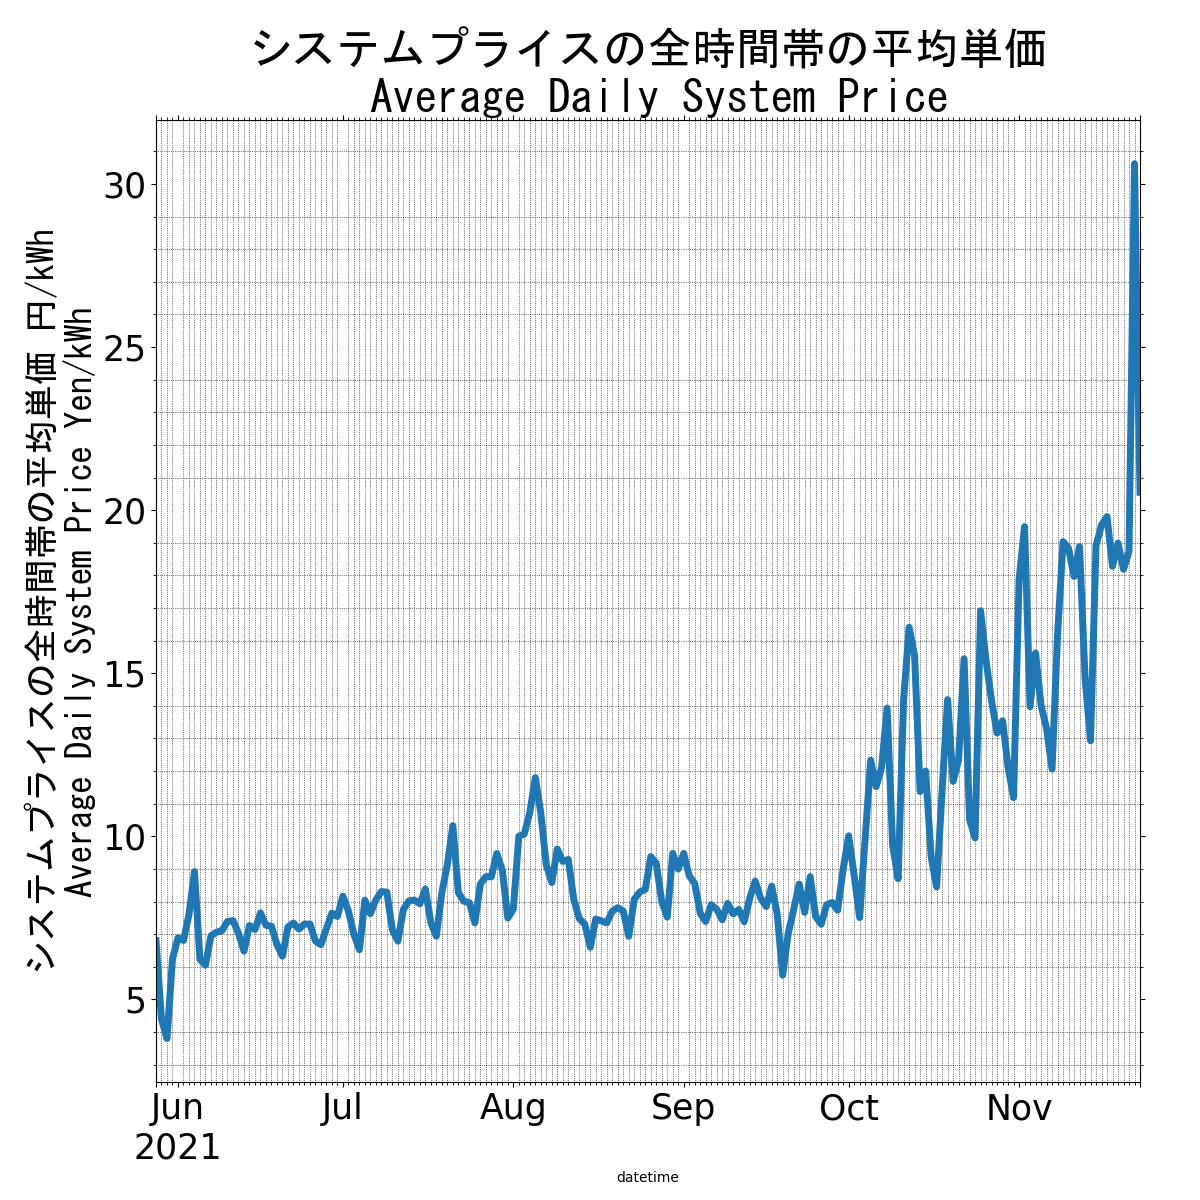 システムプライスの全時間帯の平均単価
Average Daily System Price
システムプライスの全時間帯の平均単価 円/kWh
Average Daily System Price Yen/kWh
30
25
20
15
10
5
Jun
2021
Jul
Aug
Sep
Oct
Nov
datetime